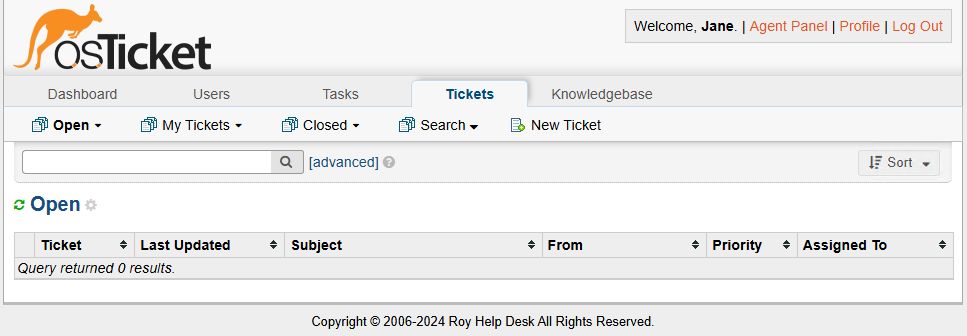 osTicket
Welcome, Jane. | Agent Panel | Profile | Log Out
Dashboard Users Tasks Tickets Knowledgebase
Open My Tickets Closed Search New Ticket
[advanced] ? Sort
Open
Ticket Last Updated Subject From Priority Assigned To
Query returned 0 results.
Copyright © 2006-2024 Roy Help Desk All Rights Reserved.